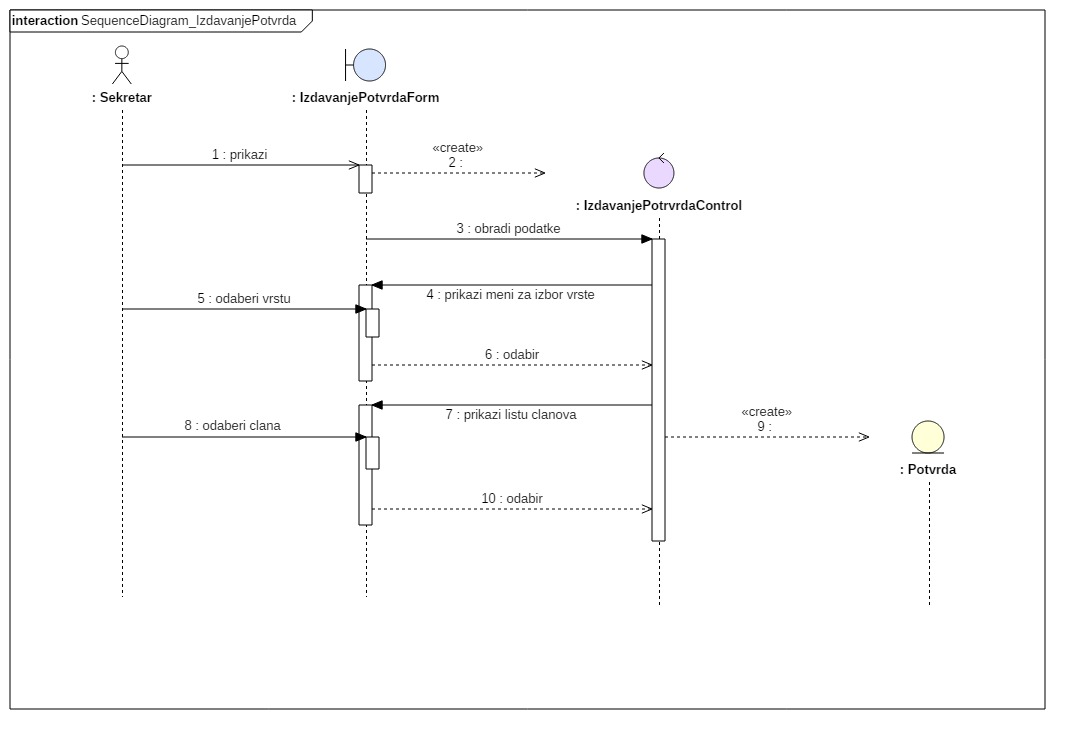 interaction SequenceDiagram_IzdavanjePotvrda
: Sekretar
: IzdavanjePotvrdaForm
1 : prikazi
«create»
2 :
: IzdavanjePotrvrdaControl
3 : obradi podatke
4 : prikazi meni za izbor vrste
5 : odaberi vrstu
6 : odabir
7 : prikazi listu clanova
8 : odaberi clana
«create»
9 :
: Potvrda
10 : odabir